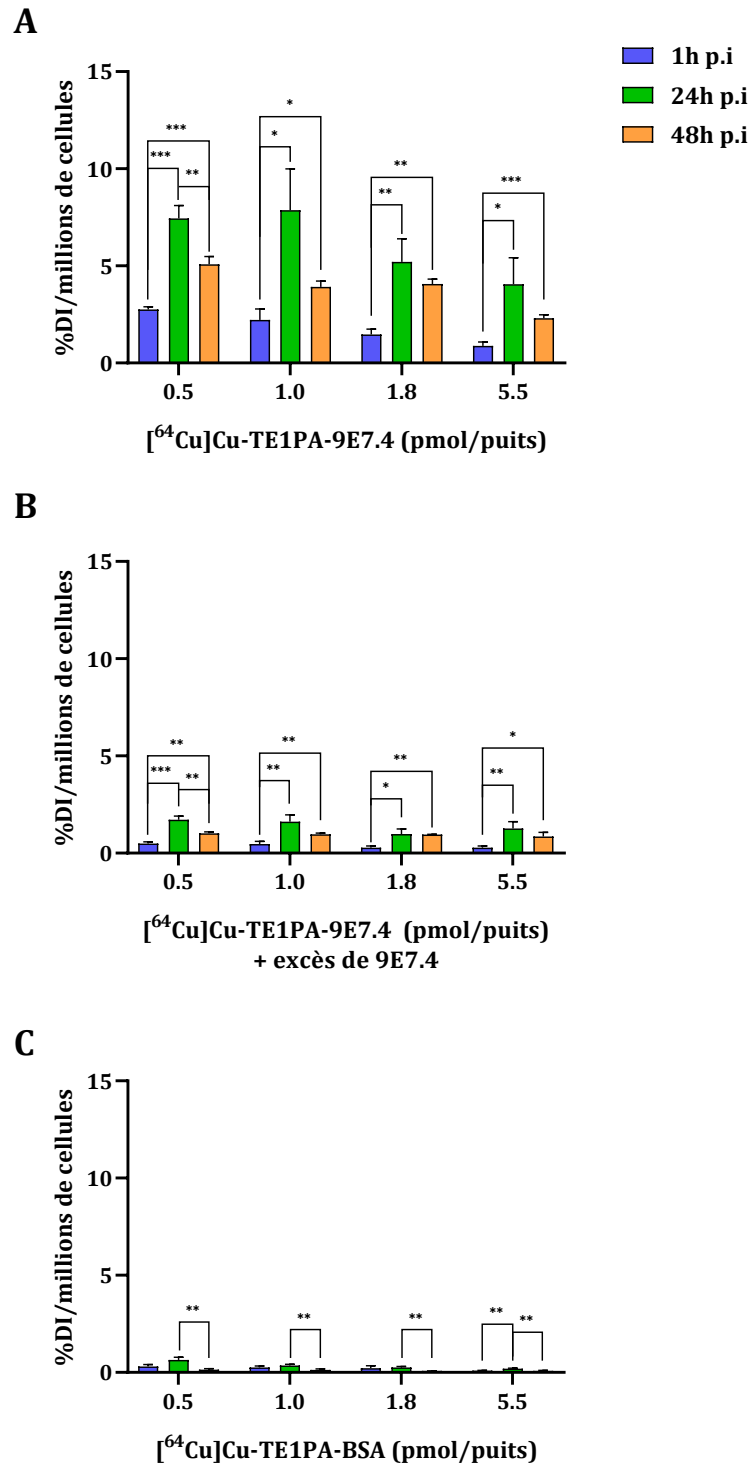 A
1h p.i
24h p.i
48h p.i
%DI/millions de cellules
15
10
5
0
***
***
**
*
*
**
**
***
*
0.5 1.0 1.8 5.5
[⁶⁴Cu]Cu-TE1PA-9E7.4 (pmol/puits)
B
%DI/millions de cellules
15
10
5
0
**
***
**
**
**
**
*
*
**
0.5 1.0 1.8 5.5
[⁶⁴Cu]Cu-TE1PA-9E7.4 (pmol/puits)
+ excès de 9E7.4
C
%DI/millions de cellules
15
10
5
0
**
**
**
**
**
0.5 1.0 1.8 5.5
[⁶⁴Cu]Cu-TE1PA-BSA (pmol/puits)